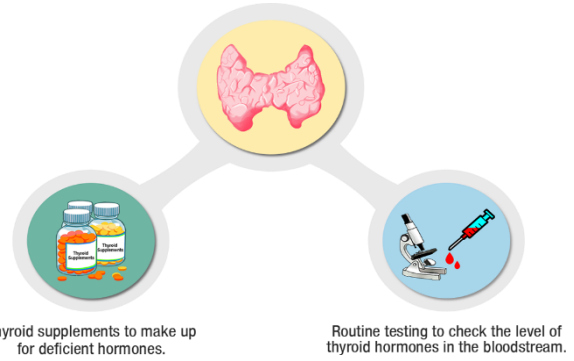 Thyroid
Supplements
Thyroid
Supplements
hyroid supplements to make up
for deficient hormones.
Routine testing to check the level of
thyroid hormones in the bloodstream.